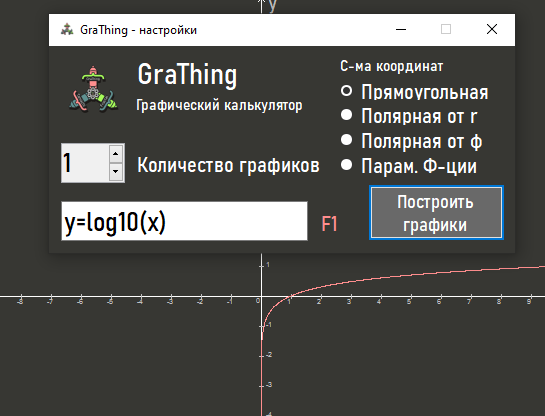 y
GraThing - настройки
GraThing
Графический калькулятор
С-ма координат
Прямоугольная
Полярная от r
Полярная от ф
Парам. Ф-ции
1
Количество графиков
y=log10(x)
F1
Построить
графики
1
-8 -7 -6 -5 -4 -3 -2 -1 0 1 2 3 4 5 6 7 8 9
-1
-2
-3
-4